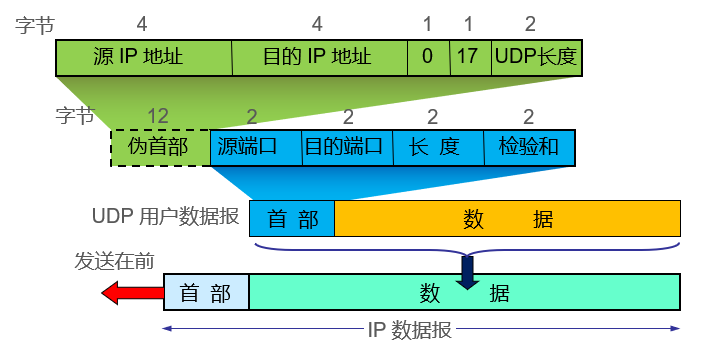 字节 4 4 1 1 2
源 IP 地址 目的 IP 地址 0 17 UDP长度
字节 12 2 2 2 2
伪首部 源端口 目的端口 长 度 检验和
UDP 用户数据报 首 部 数 据
发送在前
首 部 数 据
IP 数据报